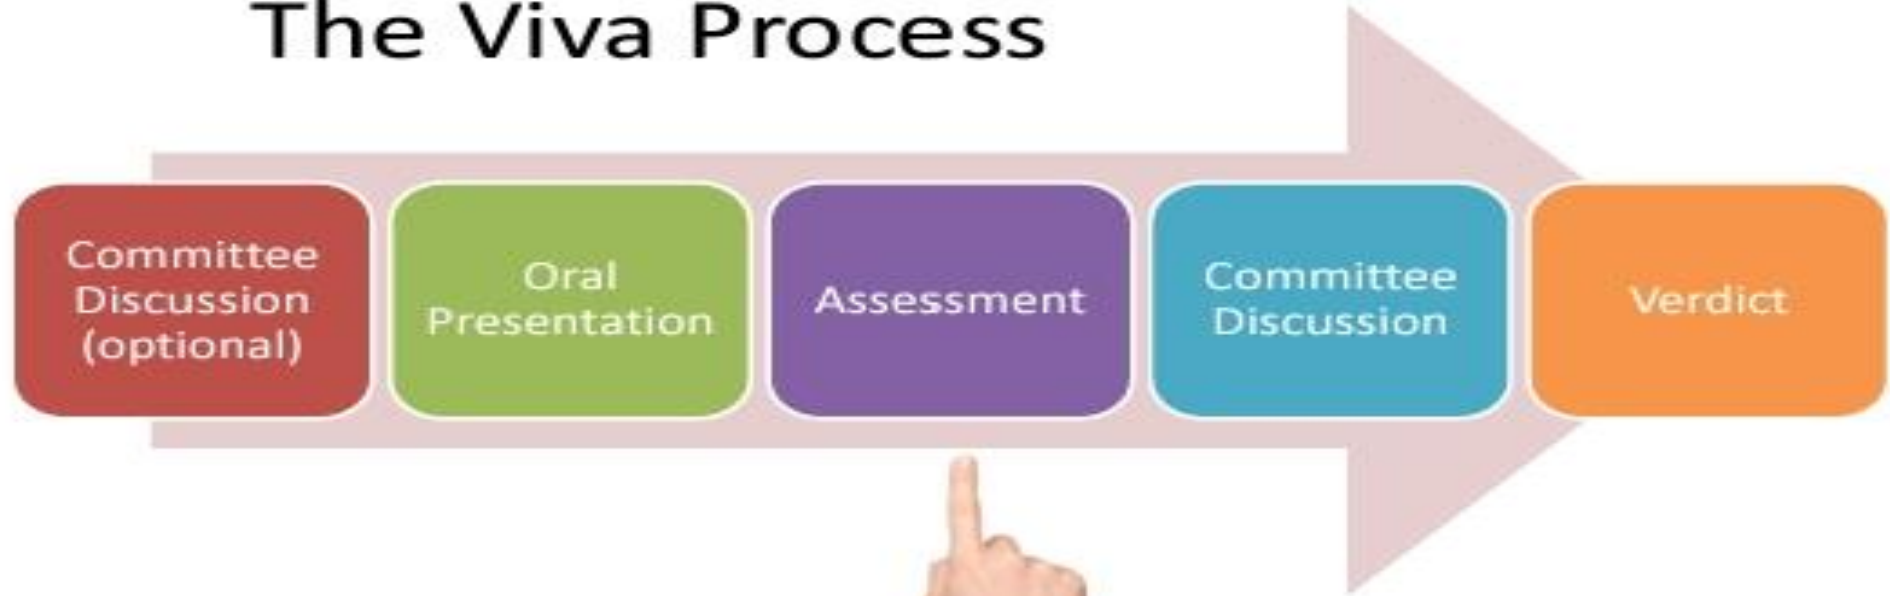 The Viva Process
Committee
Discussion
(optional)
Oral
Presentation
Assessment
Committee
Discussion
Verdict